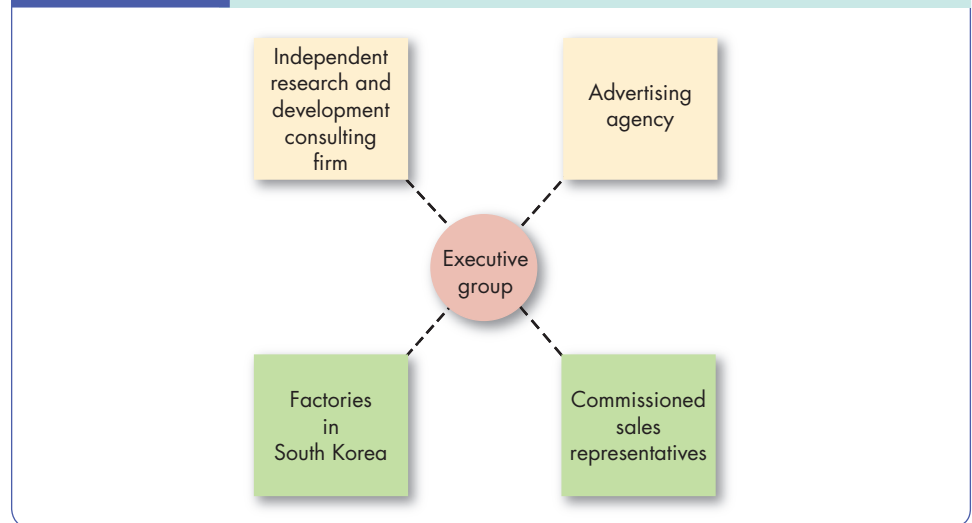 Independent
research and
development
consulting
firm
Advertising
agency
Executive
group
Factories
in
South Korea
Commissioned
sales
representatives